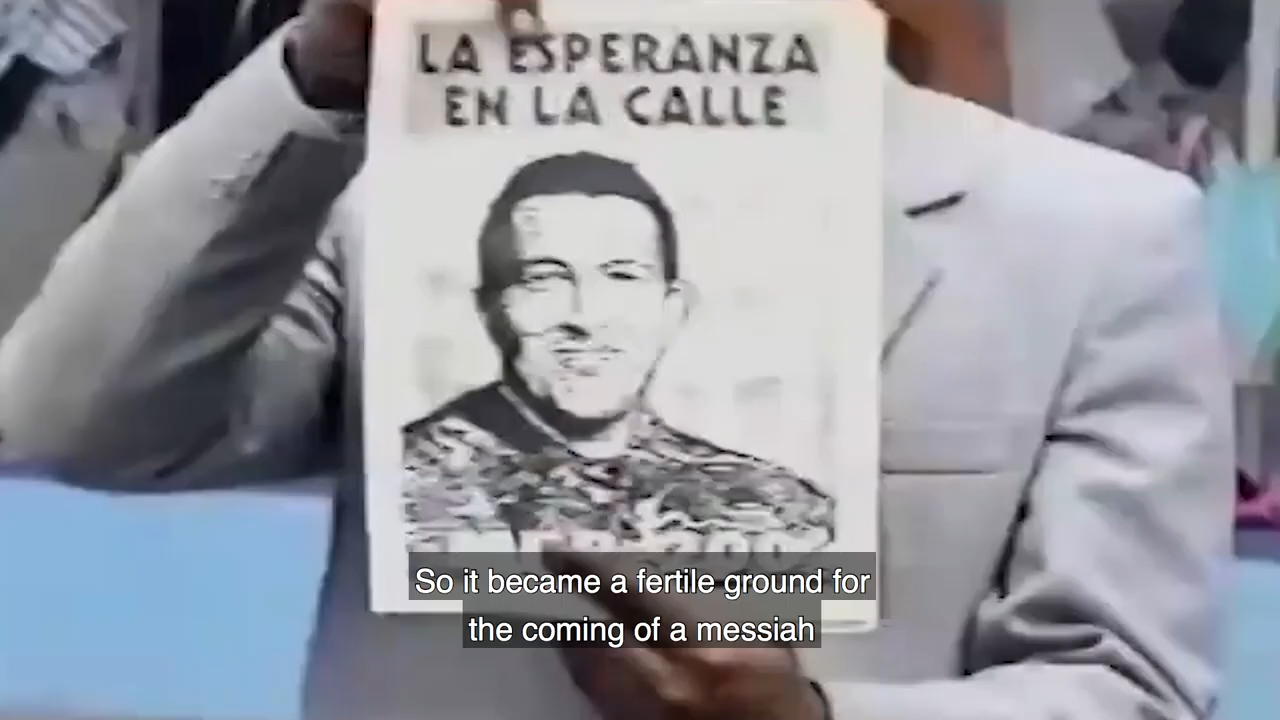 LA ESPERANZA
EN LA CALLE
So it became a fertile ground for
the coming of a messiah